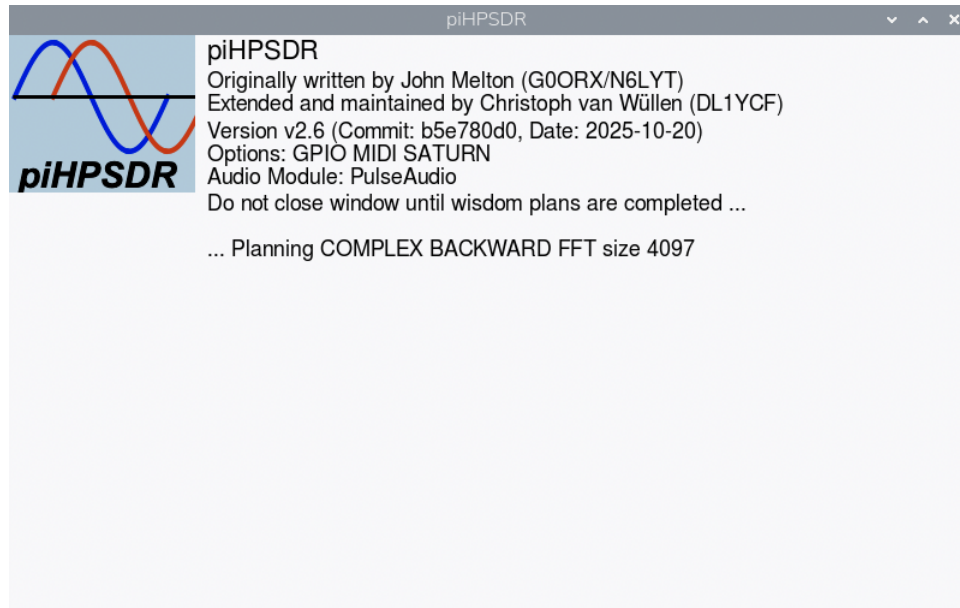 piHPSDR
piHPSDR
Originally written by John Melton (G0ORX/N6LYT)
Extended and maintained by Christoph van Wüllen (DL1YCF)
Version v2.6 (Commit: b5e780d0, Date: 2025-10-20)
Options: GPIO MIDI SATURN
Audio Module: PulseAudio
Do not close window until wisdom plans are completed ...
... Planning COMPLEX BACKWARD FFT size 4097
piHPSDR